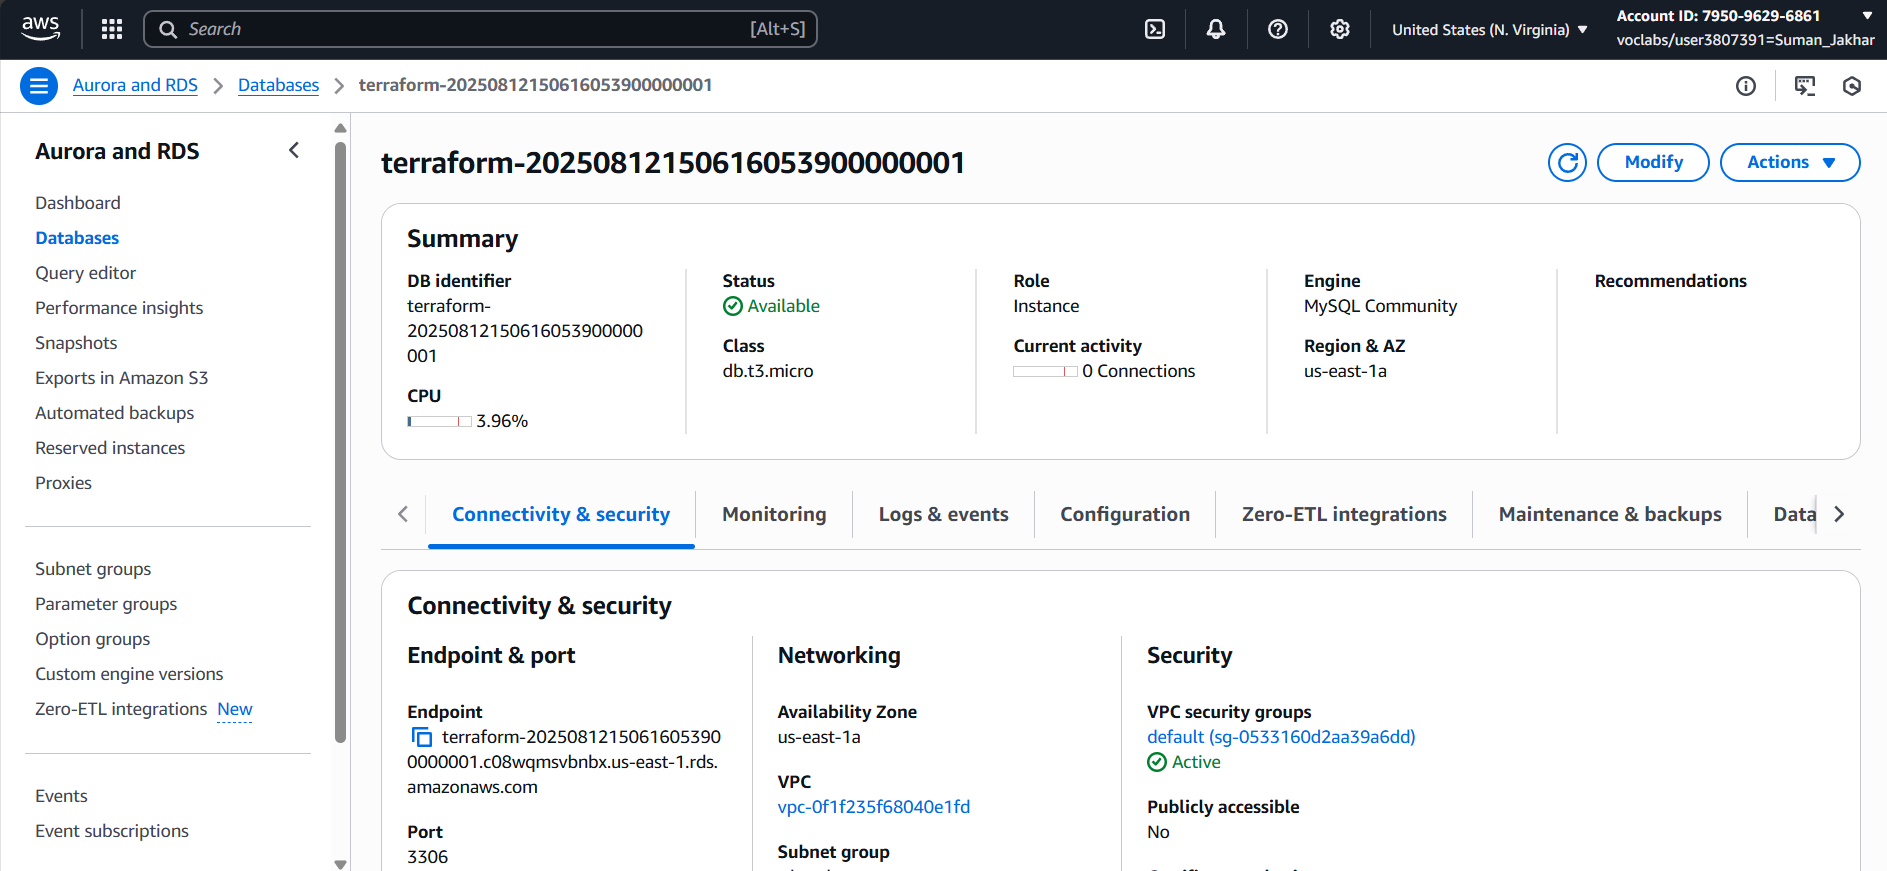 aws
Search [Alt+S]
United States (N. Virginia)
Account ID: 7950-9629-6861
voclabs/user3807391=Suman_Jakhar
Aurora and RDS
Databases
terraform-20250812150616053900000001
Aurora and RDS
Dashboard
Databases
Query editor
Performance insights
Snapshots
Exports in Amazon S3
Automated backups
Reserved instances
Proxies
Subnet groups
Parameter groups
Option groups
Custom engine versions
Zero-ETL integrations New
Events
Event subscriptions
terraform-20250812150616053900000001
Modify
Actions
Summary
DB identifier
terraform-
20250812150616053900000
001
CPU
3.96%
Status
Available
Class
db.t3.micro
Role
Instance
Current activity
0 Connections
Engine
MySQL Community
Region & AZ
us-east-1a
Recommendations
Connectivity & security
Monitoring
Logs & events
Configuration
Zero-ETL integrations
Maintenance & backups
Data
Connectivity & security
Endpoint & port
Endpoint
terraform-2025081215061605390
0000001.c08wqmsvbnbx.us-east-1.rds.
amazonaws.com
Port
3306
Networking
Availability Zone
us-east-1a
VPC
vpc-0f1f235f68040e1fd
Subnet group
Security
VPC security groups
default (sg-0533160d2aa39a6dd)
Active
Publicly accessible
No